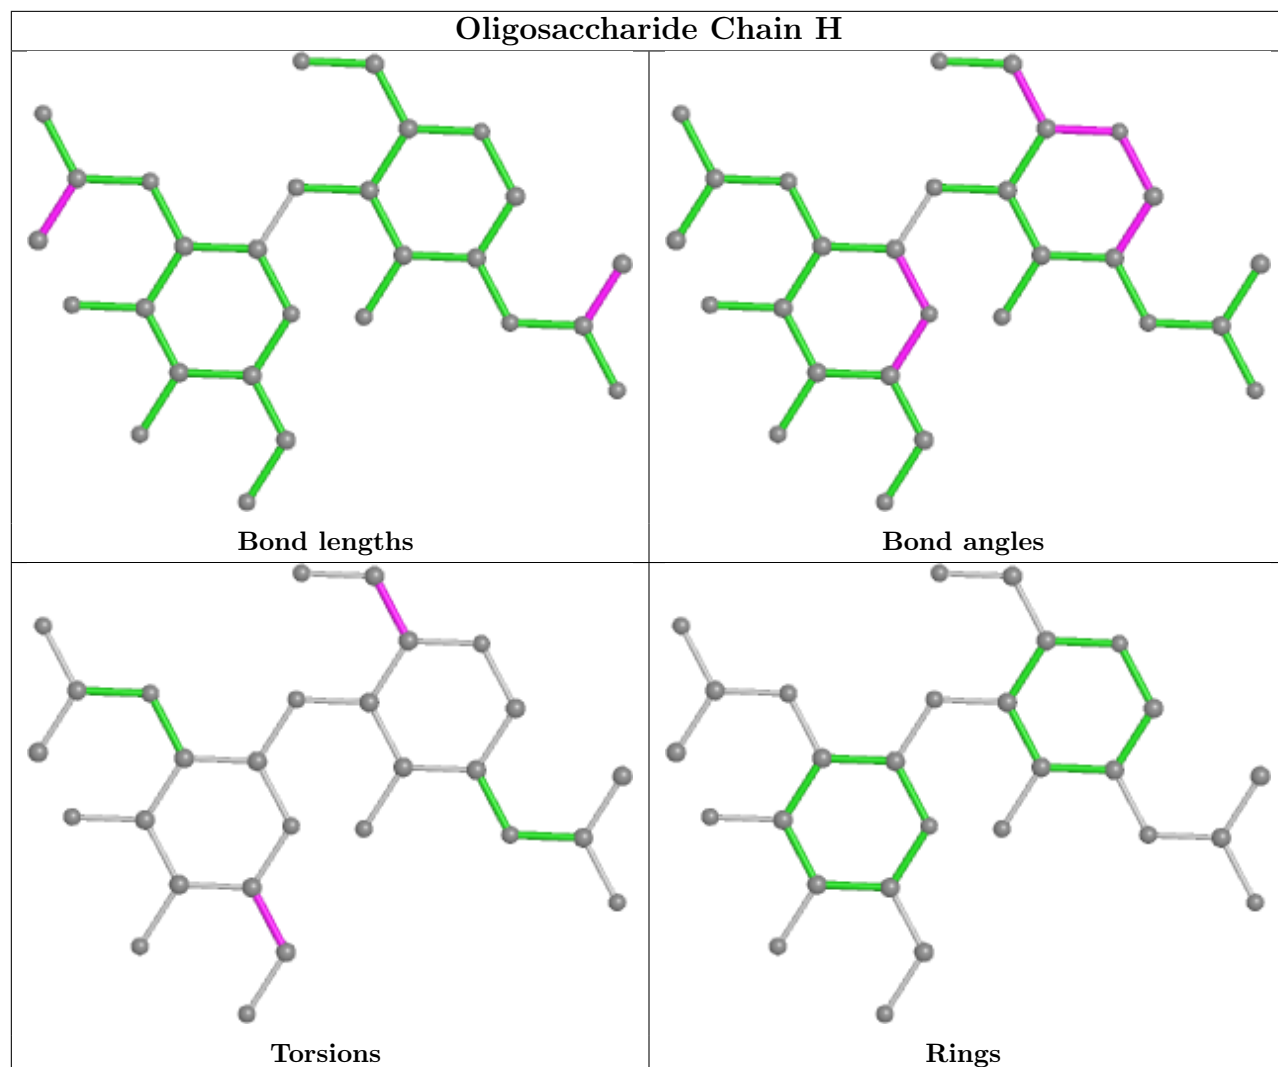 Oligosaccharide Chain H
Bond lengths
Bond angles
Torsions
Rings